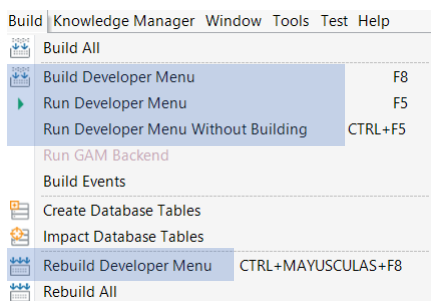 Build Knowledge Manager Window Tools Test Help
Build All
Build Developer Menu F8
Run Developer Menu F5
Run Developer Menu Without Building CTRL+F5
Run GAM Backend
Build Events
Create Database Tables
Impact Database Tables
Rebuild Developer Menu CTRL+MAYUSCULAS+F8
Rebuild All